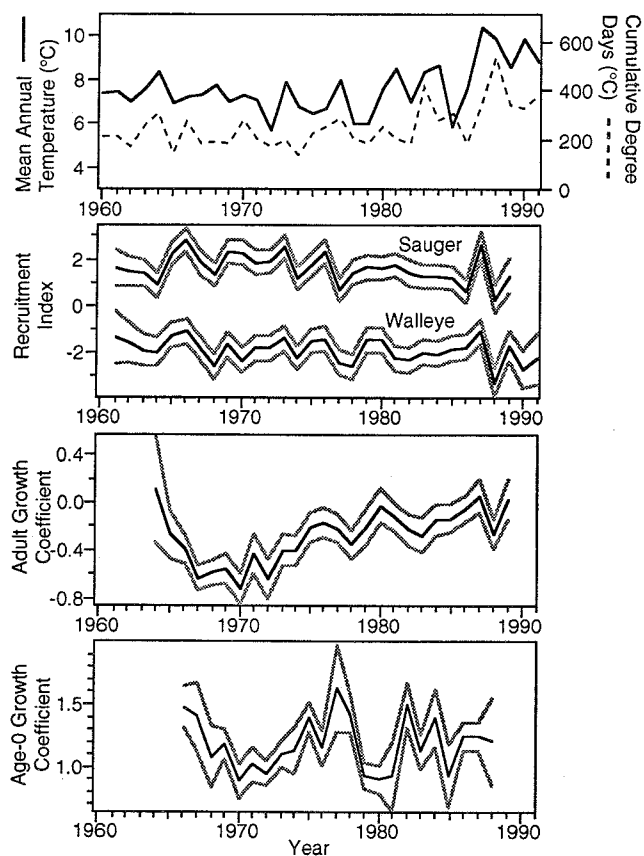 Mean Annual
Temperature (°C)
10
8
6
4
600
400
200
0
Cumulative Degree
Days (°C)
1960
1970
1980
1990
Recruitment
Index
2
0
-2
Sauger
Walleye
1960
1970
1980
1990
Adult Growth
Coefficient
0.4
0.0
-0.4
-0.8
1960
1970
1980
1990
Age-0 Growth
Coefficient
1.5
1.0
1960
1970
1980
1990
Year